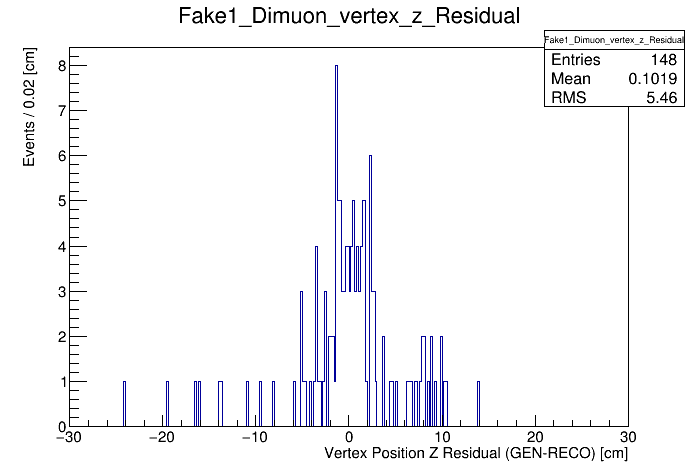 Fake1_Dimuon_vertex_z_Residual
Fake1_Dimuon_vertex_z_Residual
Entries 148
Mean 0.1019
RMS 5.46
Events / 0.02 [cm]
8
7
6
5
4
3
2
1
0
−30 −20 −10 0 10 20 30
Vertex Position Z Residual (GEN-RECO) [cm]